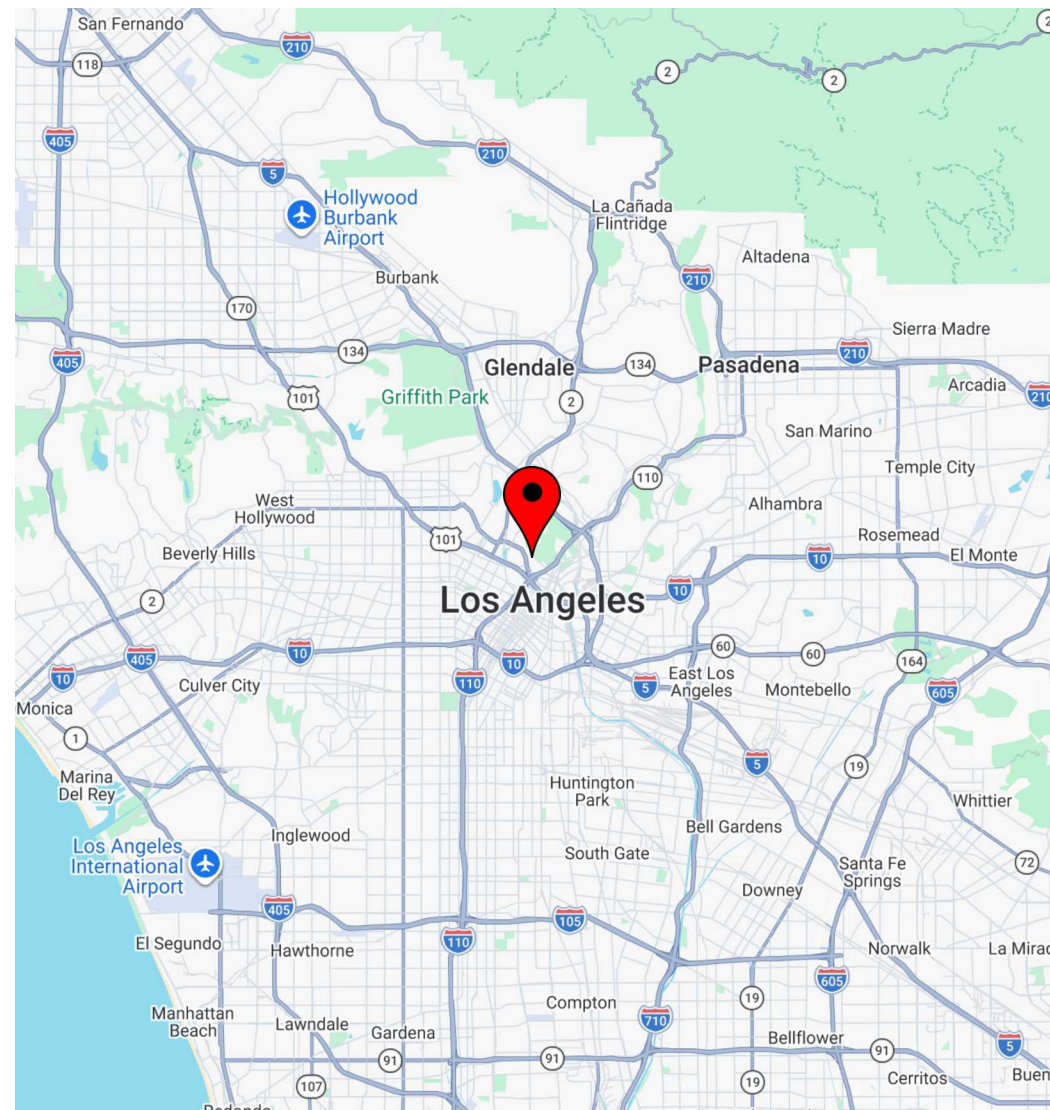 San Fernando
2
210
118
2
2
405
210
5
Hollywood
Burbank
Airport
La Cañada
Flintridge
Altadena
Burbank
210
170
Sierra Madre
134
210
405
Glendale
134
Pasadena
Arcadia
210
101
Griffith Park
2
San Marino
Temple City
110
West
Hollywood
Alhambra
Rosemead
101
Beverly Hills
10
El Monte
10
Los Angeles
2
10
405
10
60
60
164
10
110
5
East Los
Angeles
Montebello
605
Culver City
Monica
1
5
19
Marina
Del Rey
Huntington
Park
Whittier
Inglewood
Bell Gardens
Los Angeles
International
Airport
South Gate
Santa Fe
Springs
72
Downey
405
105
El Segundo
Hawthorne
110
Norwalk
La Mirac
605
Compton
19
Manhattan
Beach
Lawndale
Gardena
710
Bellflower
5
91
91
91
107
19
Cerritos
Buen
Redondo